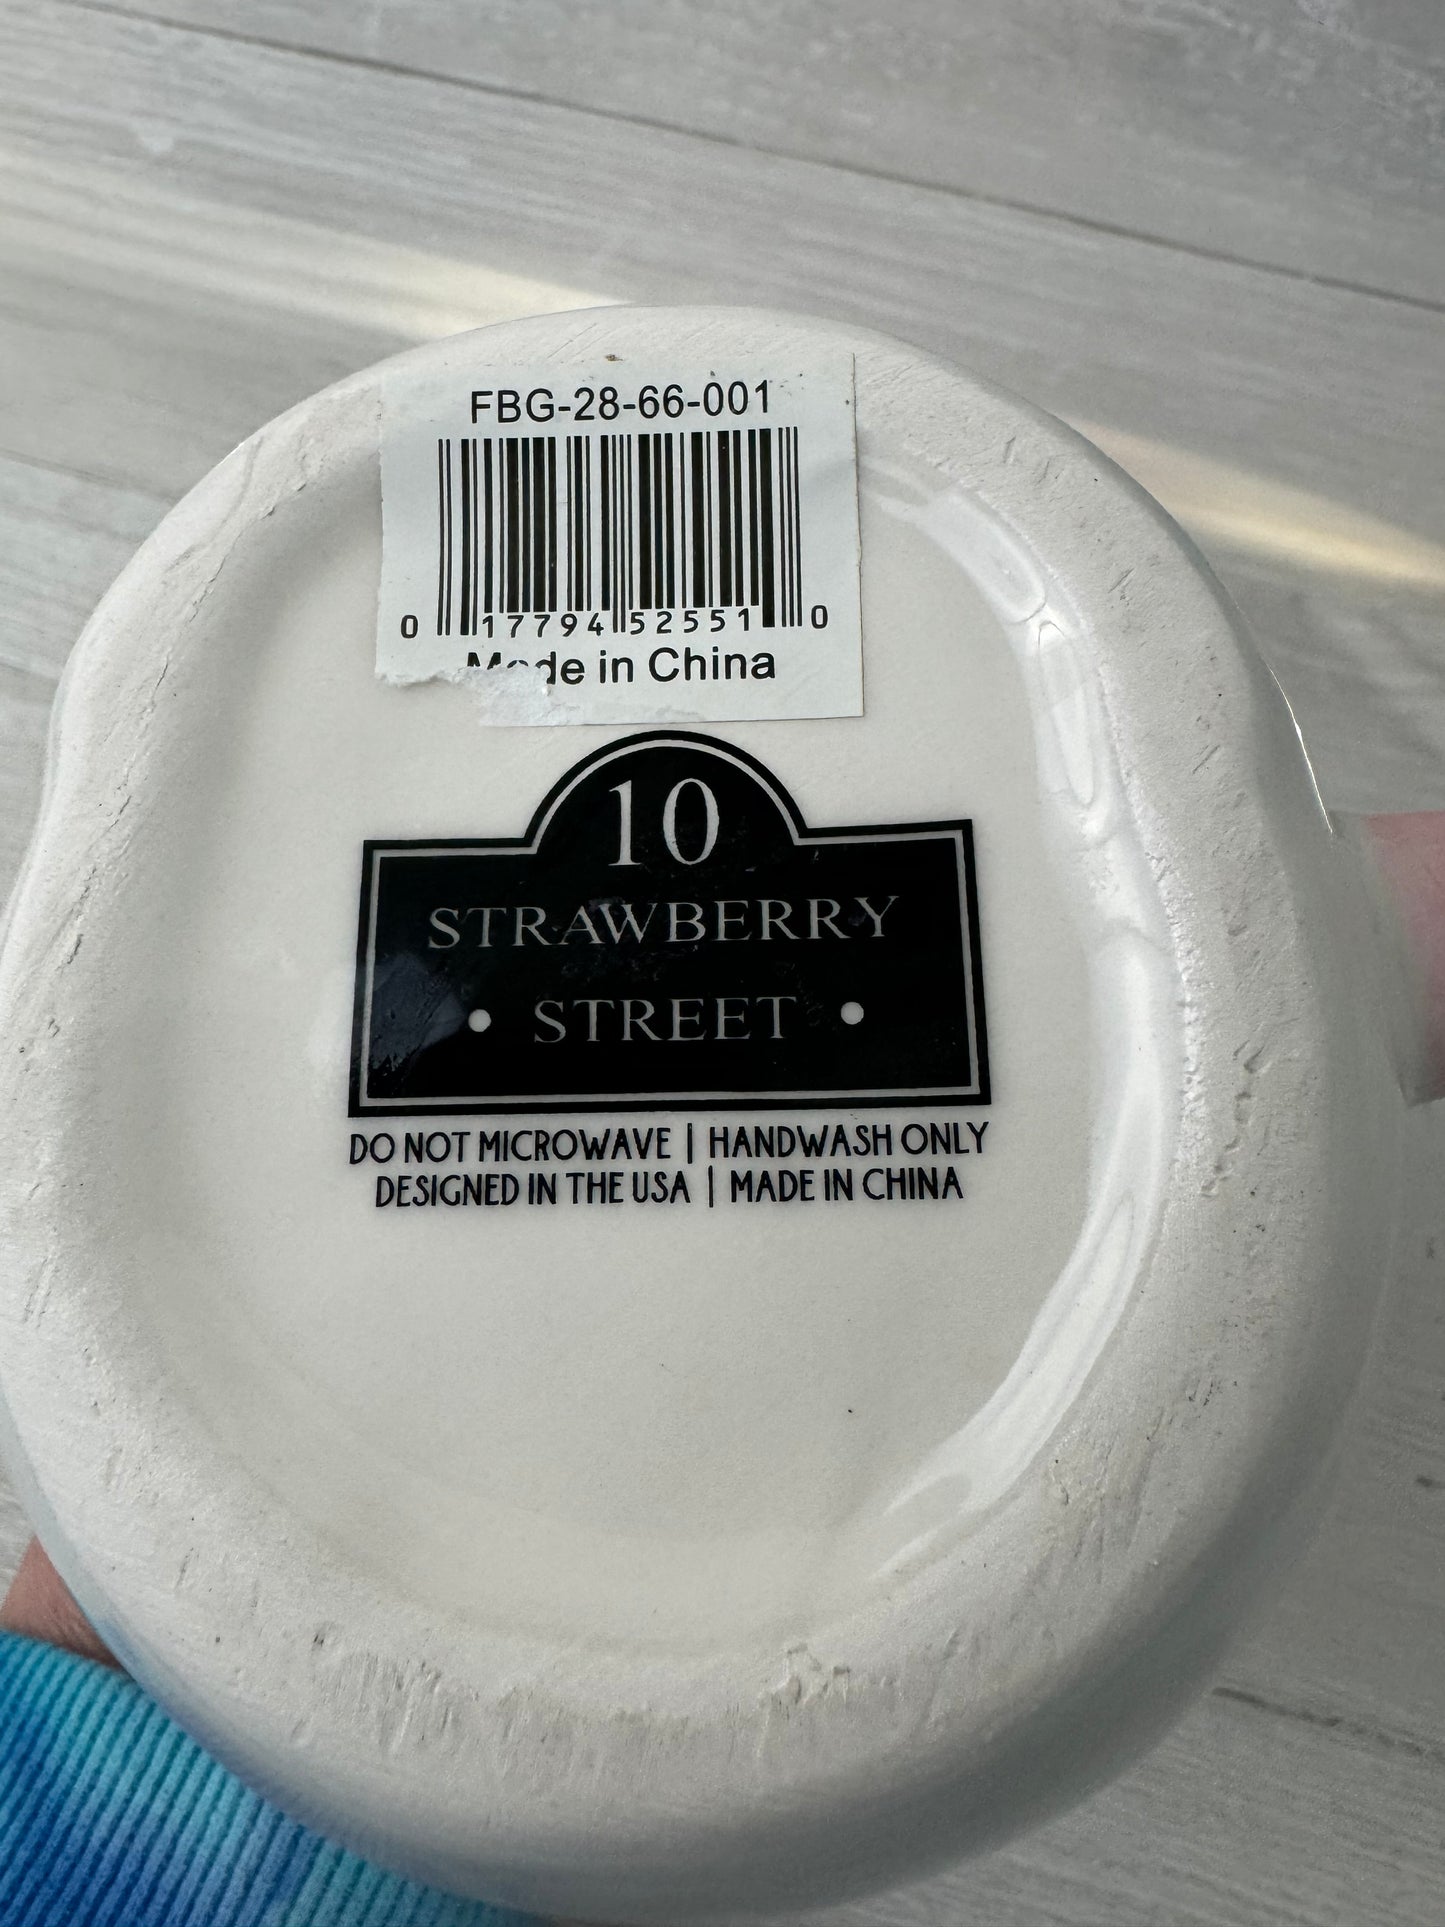 FBG-28-66-001
0 17794 52551 0
Made in China
10
STRAWBERRY
• STREET •
DO NOT MICROWAVE | HANDWASH ONLY
DESIGNED IN THE USA | MADE IN CHINA